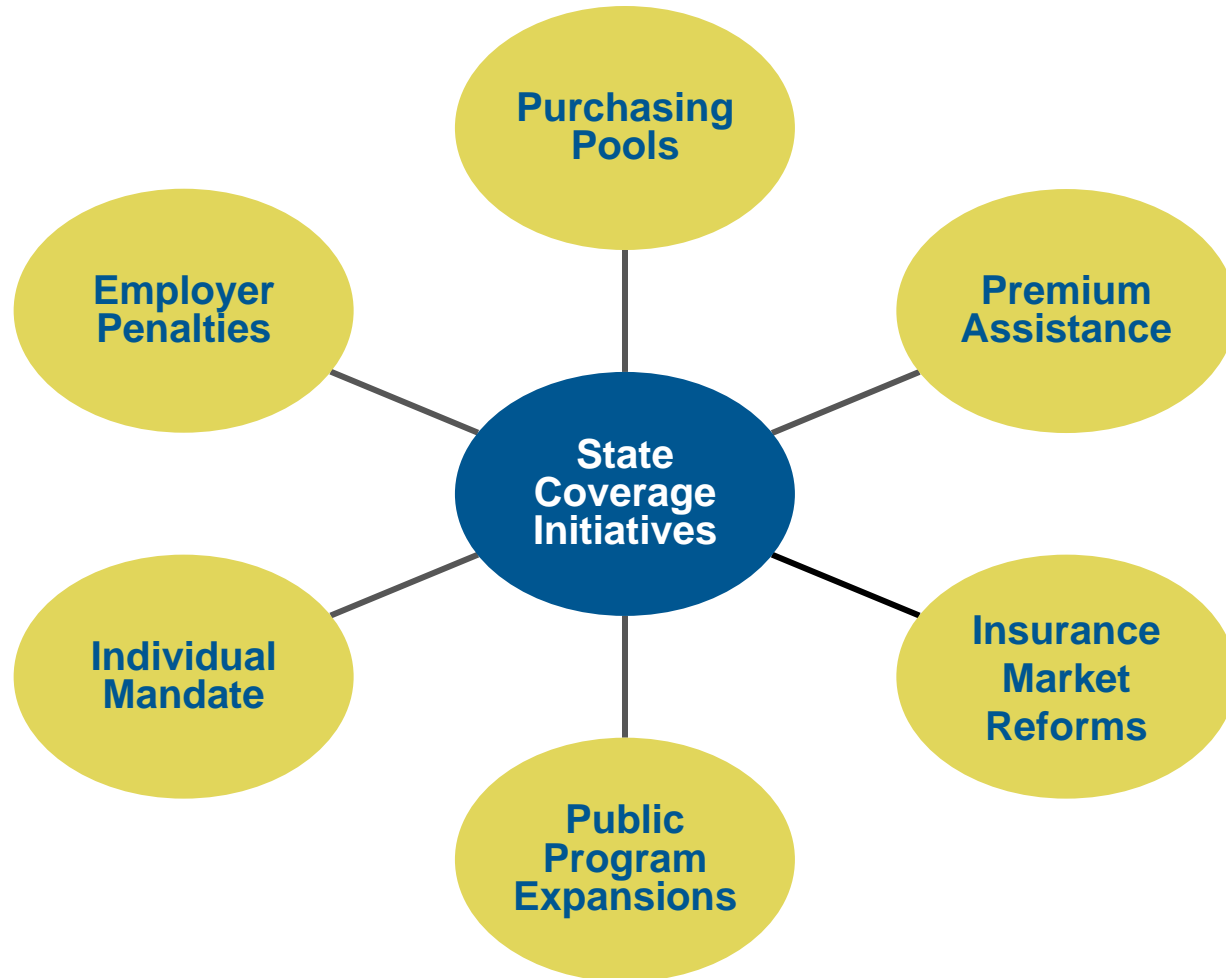 Purchasing
Pools
Employer
Penalties
Premium
Assistance
State
Coverage
Initiatives
Individual
Mandate
Insurance
Market
Reforms
Public
Program
Expansions